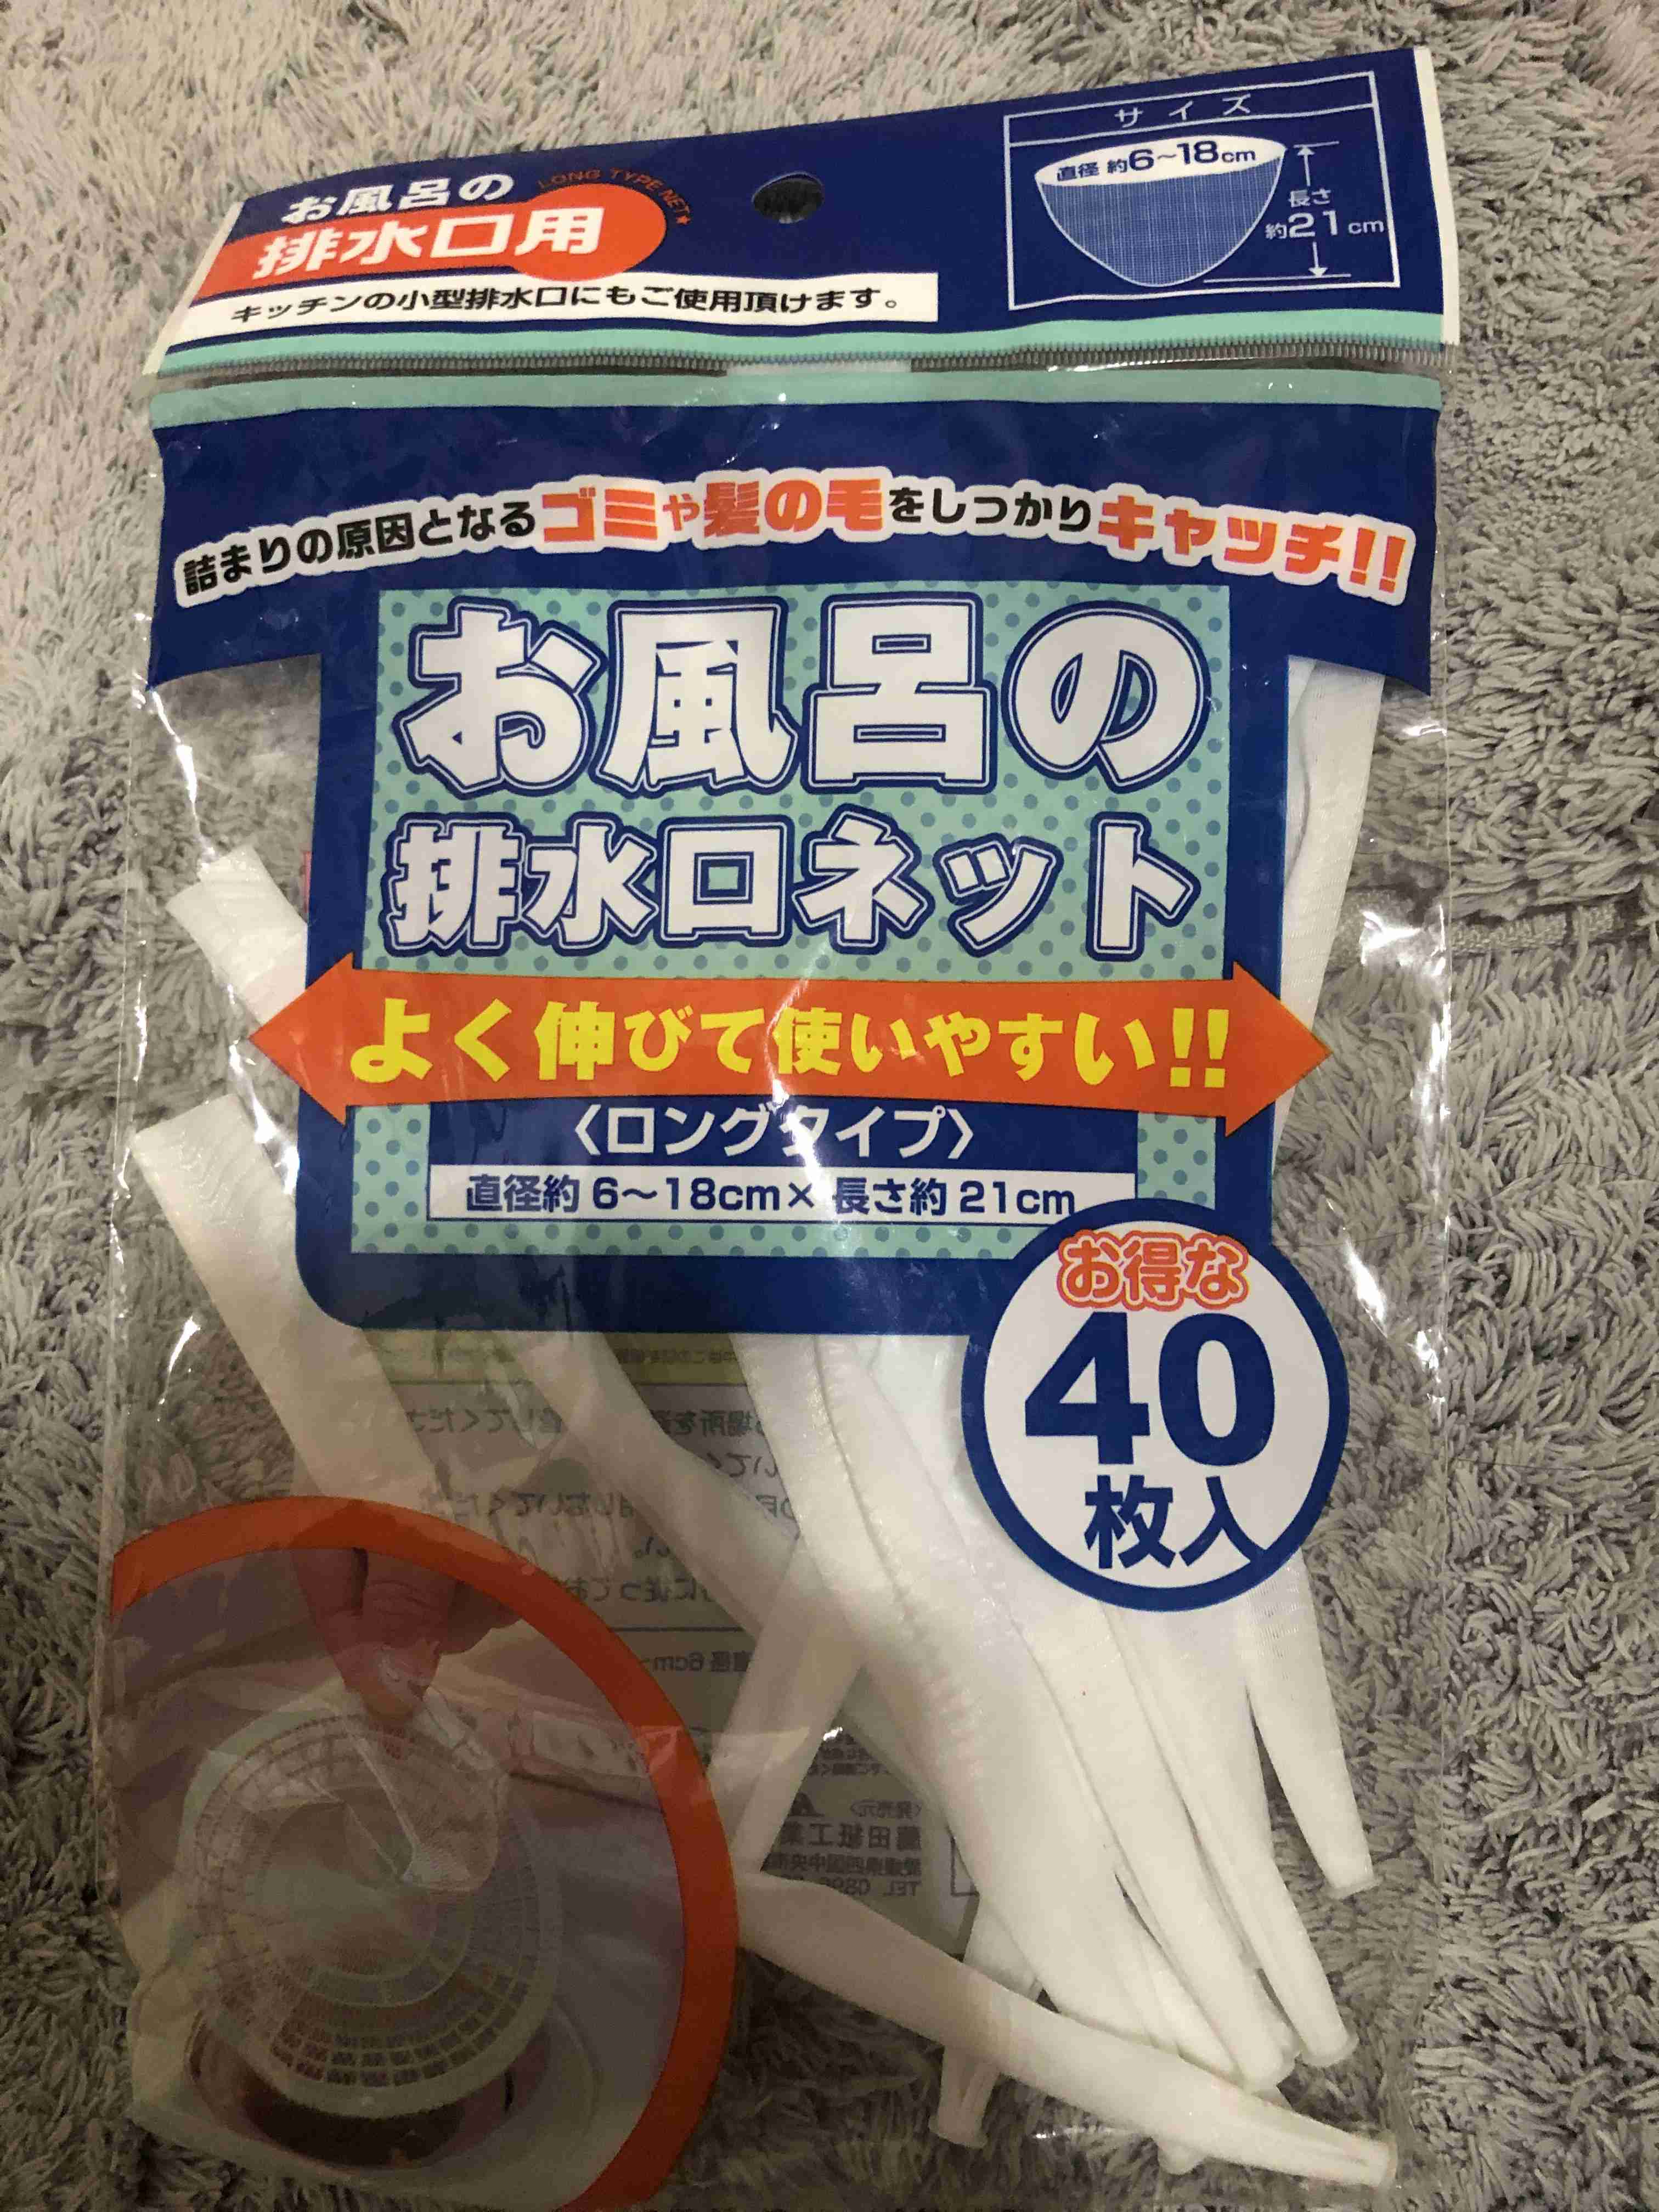 サイズ
直径 約6~18cm
長さ
約21cm
お風呂の
LONG TYPE NET★
排水口用
キッチンの小型排水口にもご使用頂けます。
詰まりの原因となるゴミや髪の毛をしっかりキャッチ!!
お風呂の
排水口ネット
よく伸びて使いやすい!!
〈ロングタイプ〉
直径約 6~18cm× 長さ約 21cm
お得な
40
枚入